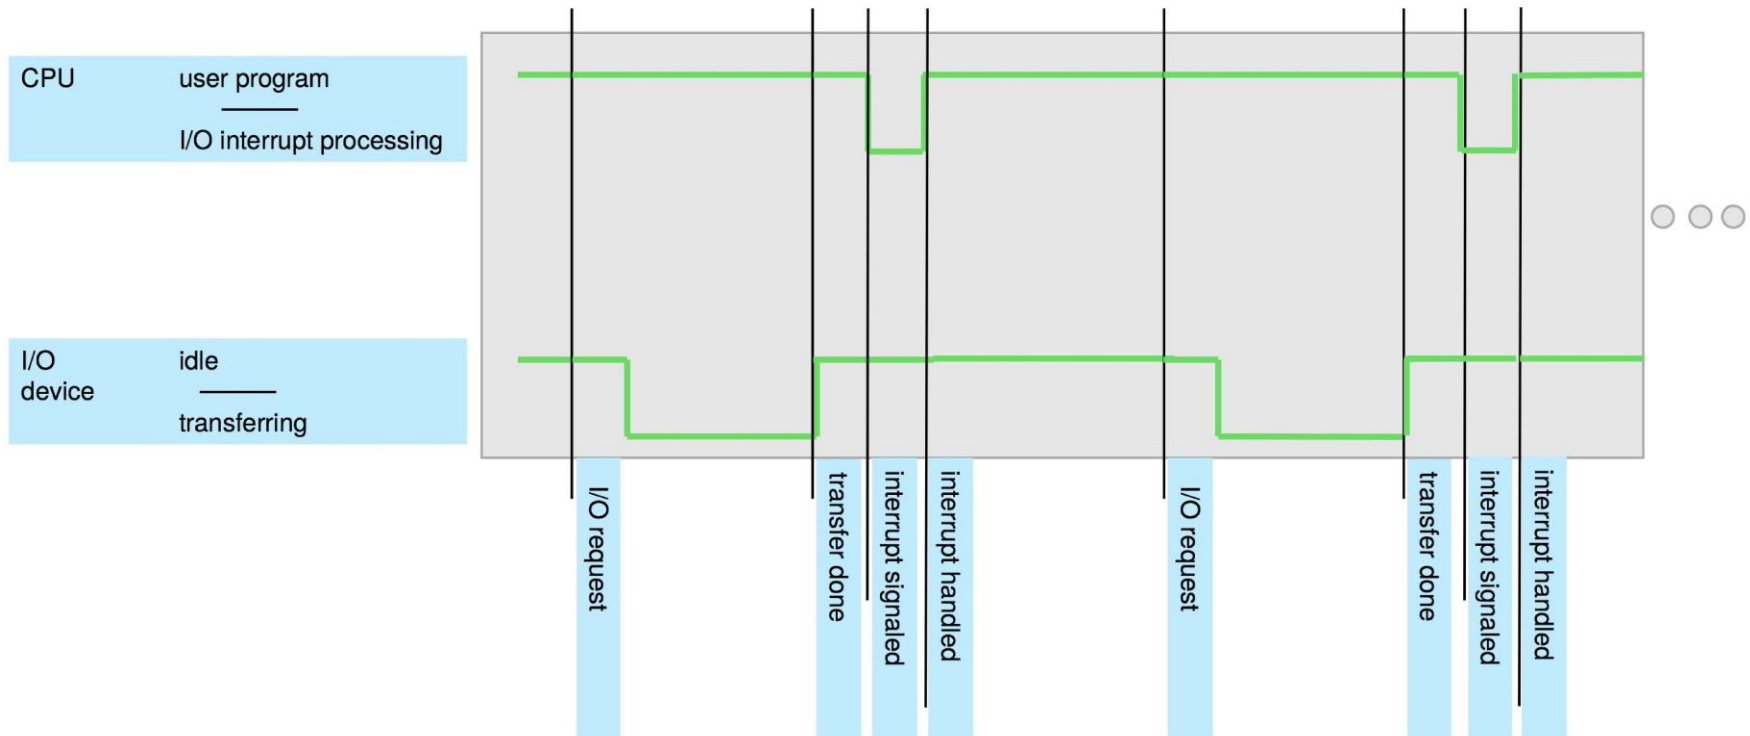 CPU
user program
I/O interrupt processing
I/O
device
idle
transferring
I/O request
transfer done
interrupt signaled
interrupt handled
I/O request
transfer done
interrupt signaled
interrupt handled